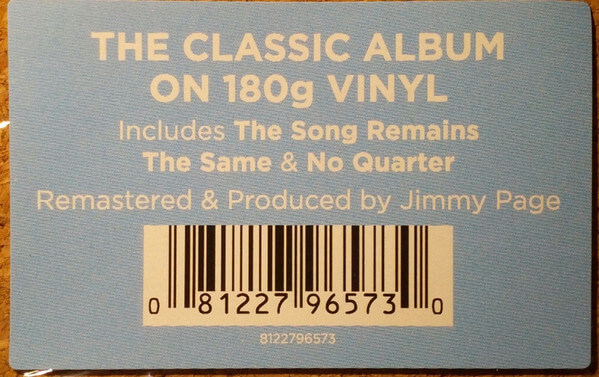 THE CLASSIC ALBUM
ON 180g VINYL
Includes The Song Remains
The Same & No Quarter
Remastered & Produced by Jimmy Page
0 81227 96573 0
8122796573